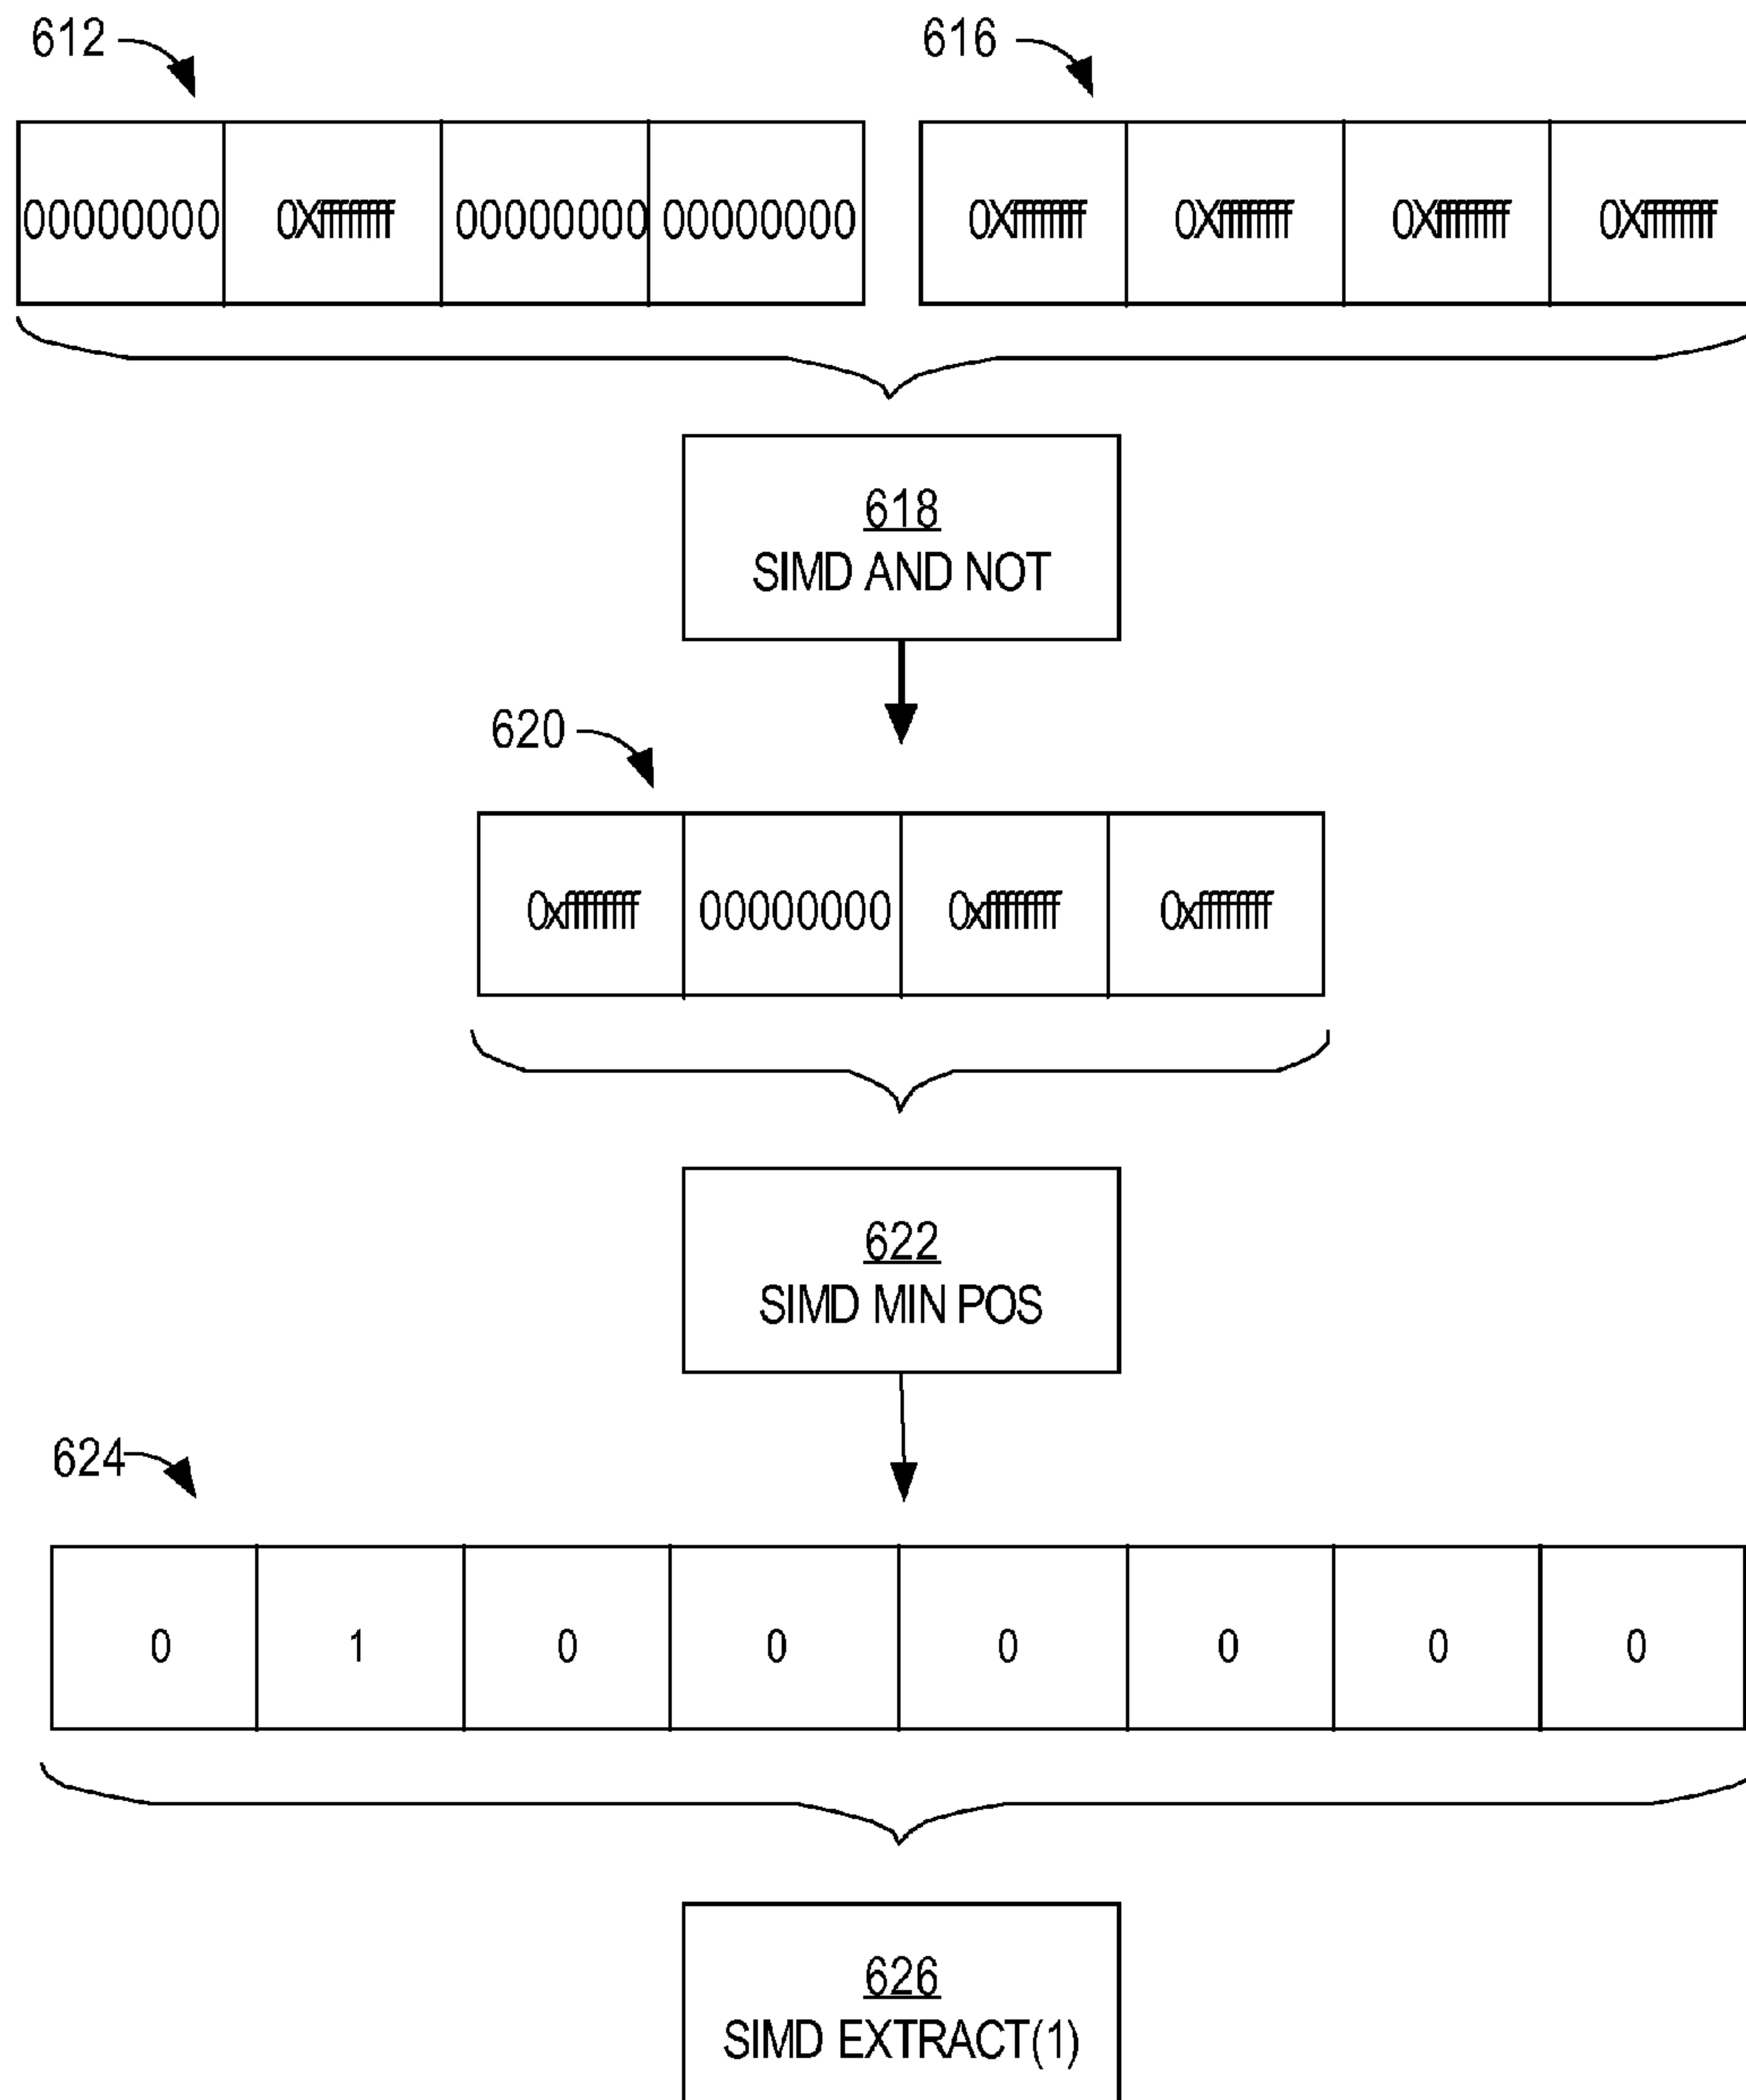 612
616
00000000 0Xffffffff 00000000 00000000 0Xffffffff 0Xffffffff 0Xffffffff 0Xffffffff
618
SIMD AND NOT
620
0xffffffff 00000000 0xffffffff 0xffffffff
622
SIMD MIN POS
624
0 1 0 0 0 0 0 0
626
SIMD EXTRACT(1)